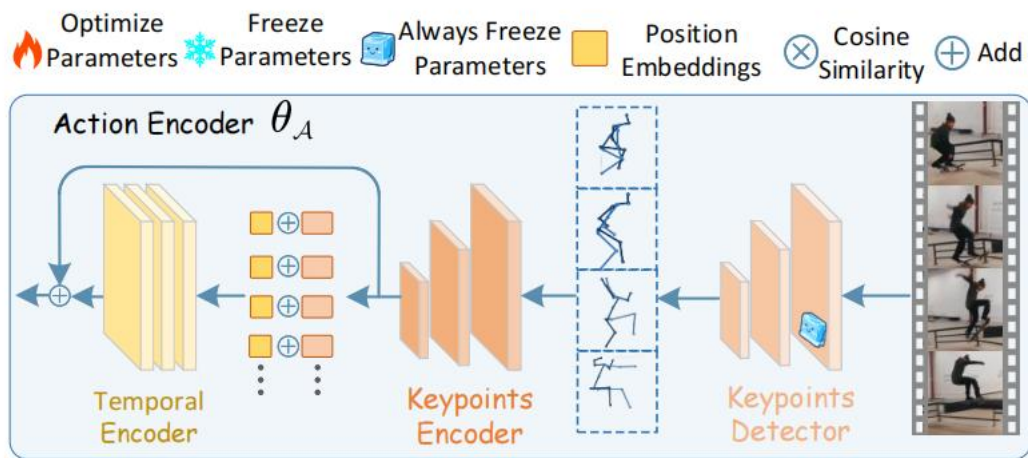 Optimize
Parameters
Freeze
Parameters
Always Freeze
Parameters
Position
Embeddings
Cosine
Similarity
Add
Action Encoder θ_𝒜
Temporal
Encoder
Keypoints
Encoder
Keypoints
Detector